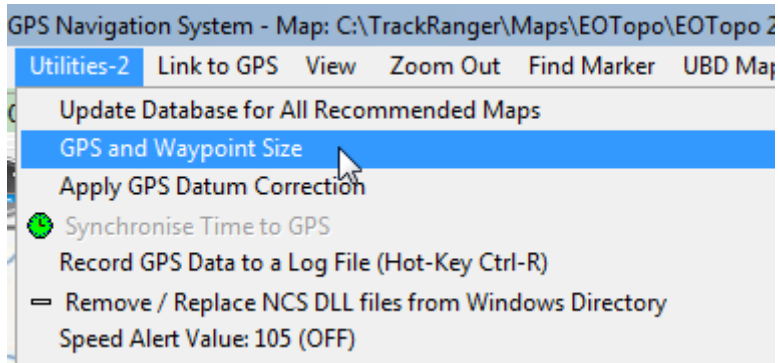 GPS Navigation System - Map: C:\TrackRanger\Maps\EOTopo\EOTopo 2
Utilities-2 Link to GPS View Zoom Out Find Marker UBD Map
Update Database for All Recommended Maps
GPS and Waypoint Size
Apply GPS Datum Correction
Synchronise Time to GPS
Record GPS Data to a Log File (Hot-Key Ctrl-R)
Remove / Replace NCS DLL files from Windows Directory
Speed Alert Value: 105 (OFF)